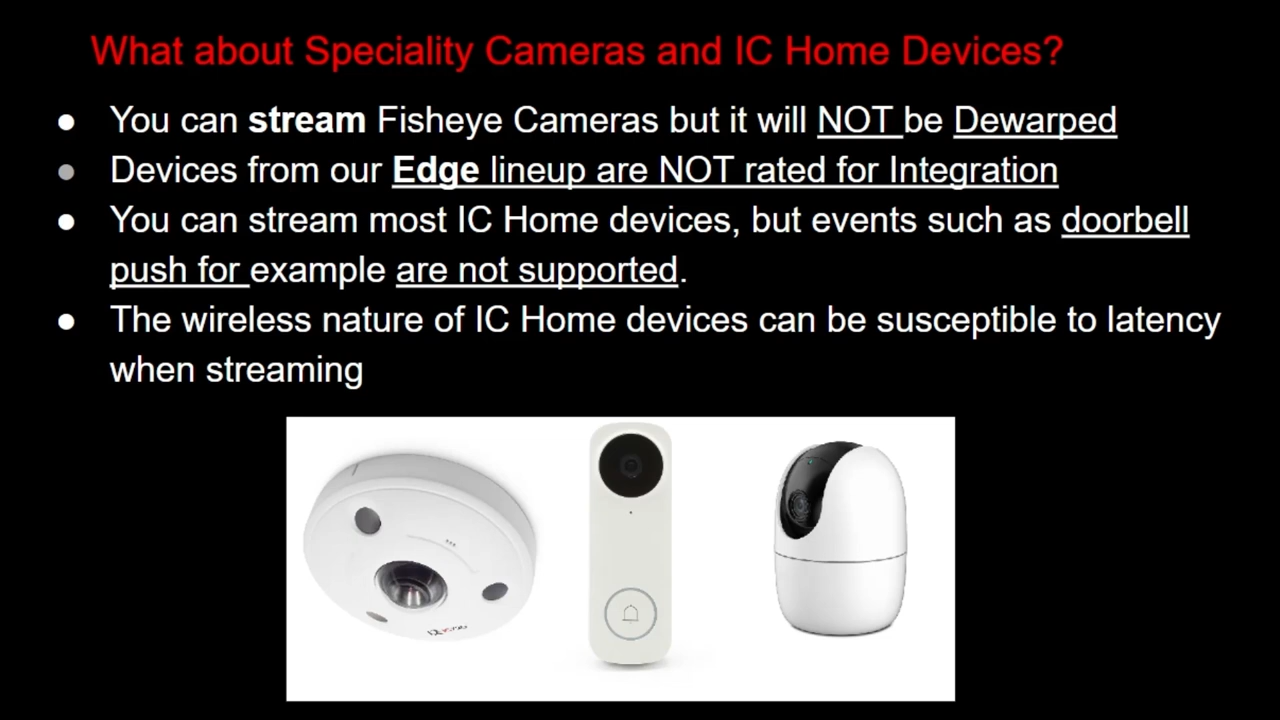 What about Speciality Cameras and IC Home Devices?
● You can stream Fisheye Cameras but it will NOT be Dewarped
● Devices from our Edge lineup are NOT rated for Integration
● You can stream most IC Home devices, but events such as doorbell
push for example are not supported.
● The wireless nature of IC Home devices can be susceptible to latency
when streaming